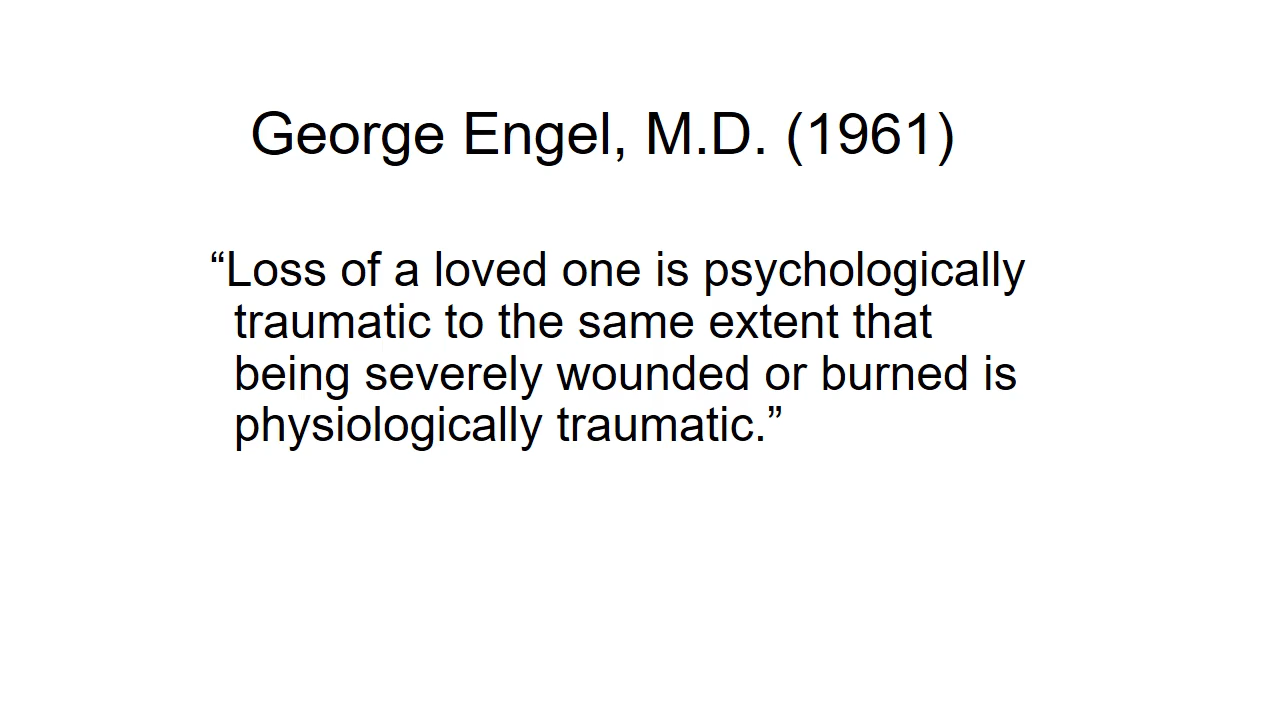 George Engel, M.D. (1961)
“Loss of a loved one is psychologically
traumatic to the same extent that
being severely wounded or burned is
physiologically traumatic.”